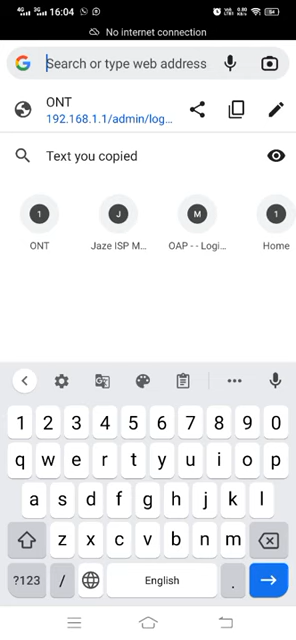 4G 3G 16:04
No internet connection
Search or type web address
ONT
192.168.1.1/admin/log...
Text you copied
1 J M 1
ONT Jaze ISP M... OAP - - Logi... Home
1 2 3 4 5 6 7 8 9 0
q w e r t y u i o p
a s d f g h j k l
z x c v b n m
?123 / English .